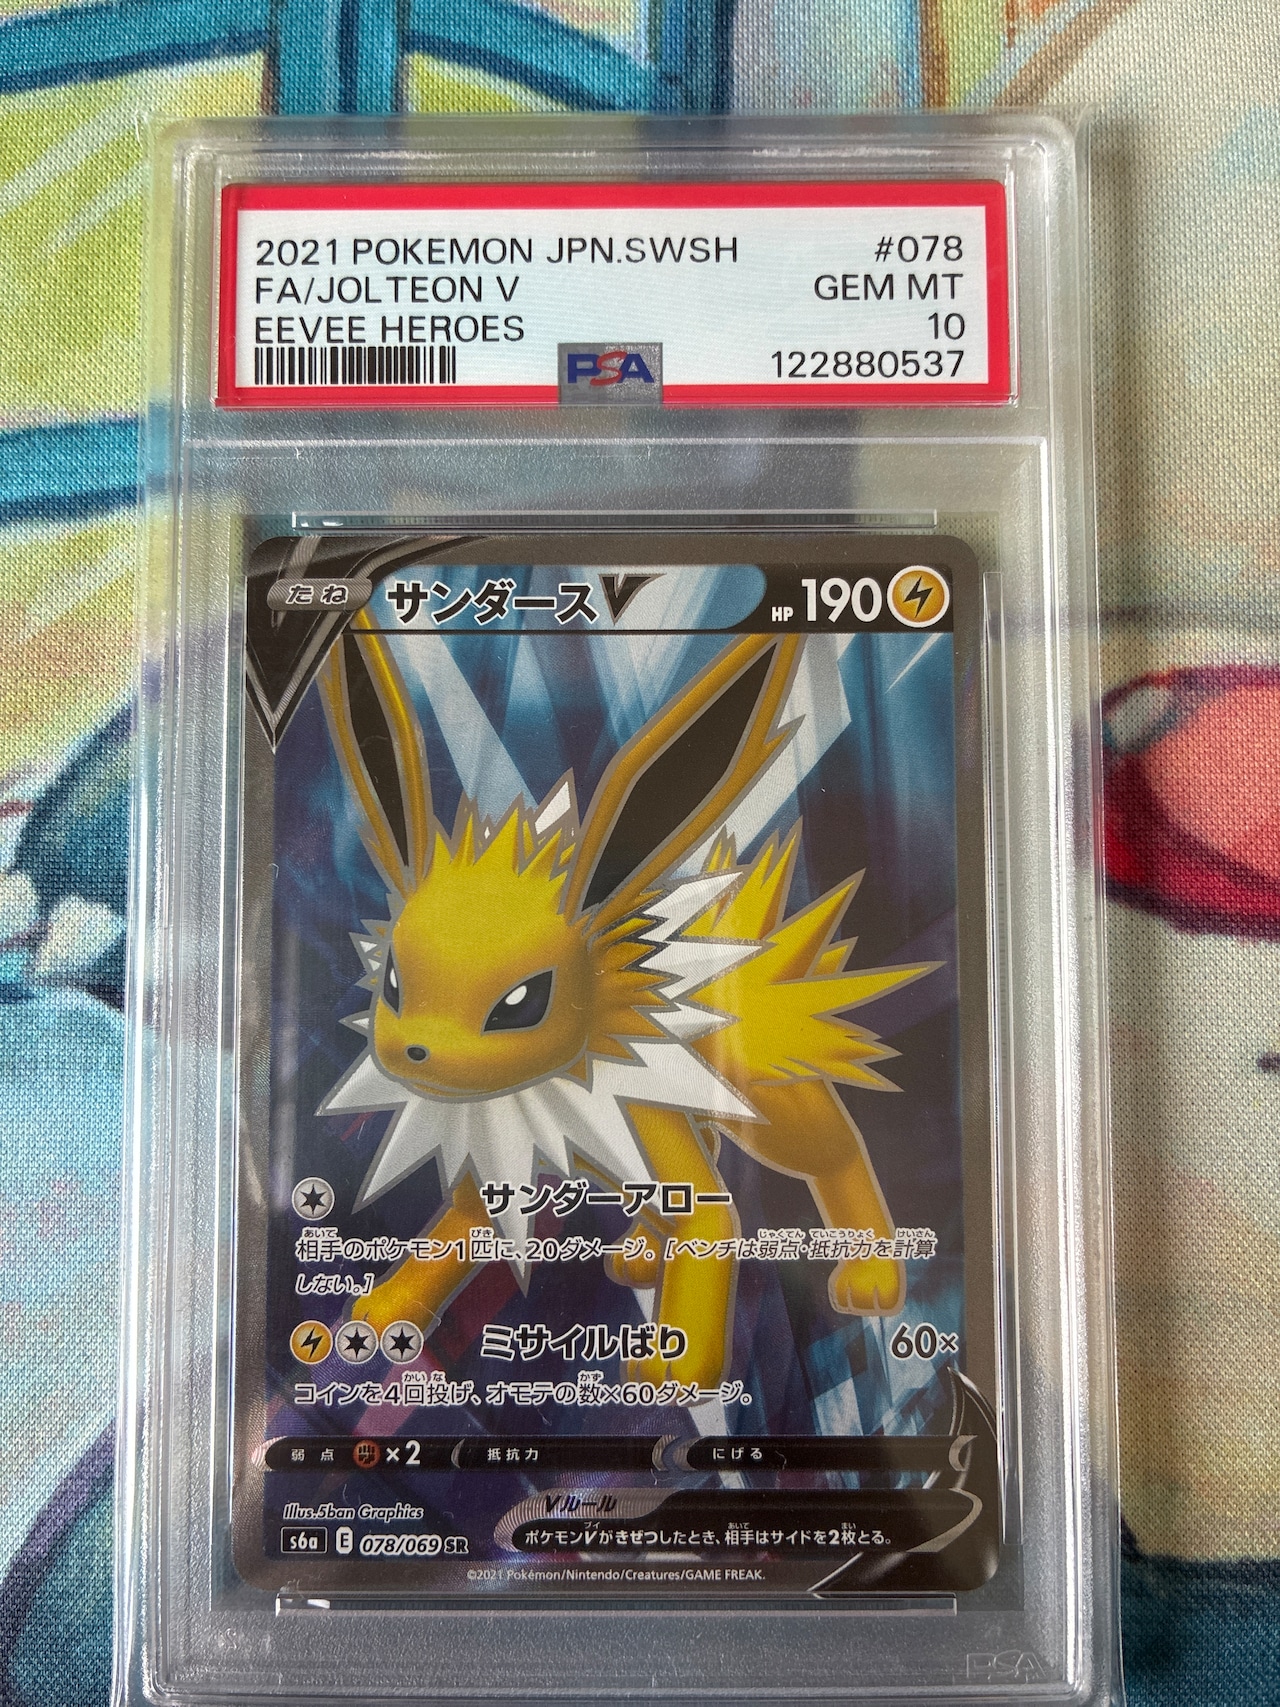 2021 POKEMON JPN.SWSH #078
FA/JOLTEON V GEM MT
EEVEE HEROES 10
PSA 122880537
たね サンダースV HP 190
サンダーアロー
相手のポケモン1匹に、20ダメージ。[ベンチは弱点・抵抗力を計算
しない。]
ミサイルばり 60×
コインを4回投げ、オモテの数×60ダメージ。
弱点 ×2 抵抗力 にげる
Illus.5ban Graphics
Vルール
ポケモンVがきぜつしたとき、相手はサイドを2枚とる。
s6a E 078/069 SR
©2021 Pokémon/Nintendo/Creatures/GAME FREAK.
PSA